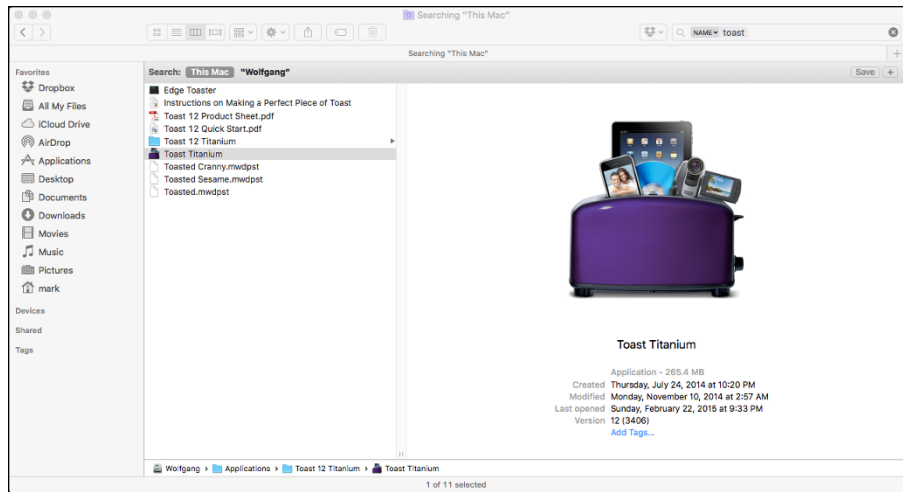 Searching "This Mac"
NAME toast
Searching "This Mac"
Favorites
Dropbox
All My Files
iCloud Drive
AirDrop
Applications
Desktop
Documents
Downloads
Movies
Music
Pictures
mark
Devices
Shared
Tags
Search: This Mac "Wolfgang" Save +
Edge Toaster
Instructions on Making a Perfect Piece of Toast
Toast 12 Product Sheet.pdf
Toast 12 Quick Start.pdf
Toast 12 Titanium
Toast Titanium
Toasted Cranny.mwdpst
Toasted Sesame.mwdpst
Toasted.mwdpst
Toast Titanium
Application - 265.4 MB
Created Thursday, July 24, 2014 at 10:20 PM
Modified Monday, November 10, 2014 at 2:57 AM
Last opened Sunday, February 22, 2015 at 9:33 PM
Version 12 (3406)
Add Tags...
Wolfgang › Applications › Toast 12 Titanium › Toast Titanium
1 of 11 selected